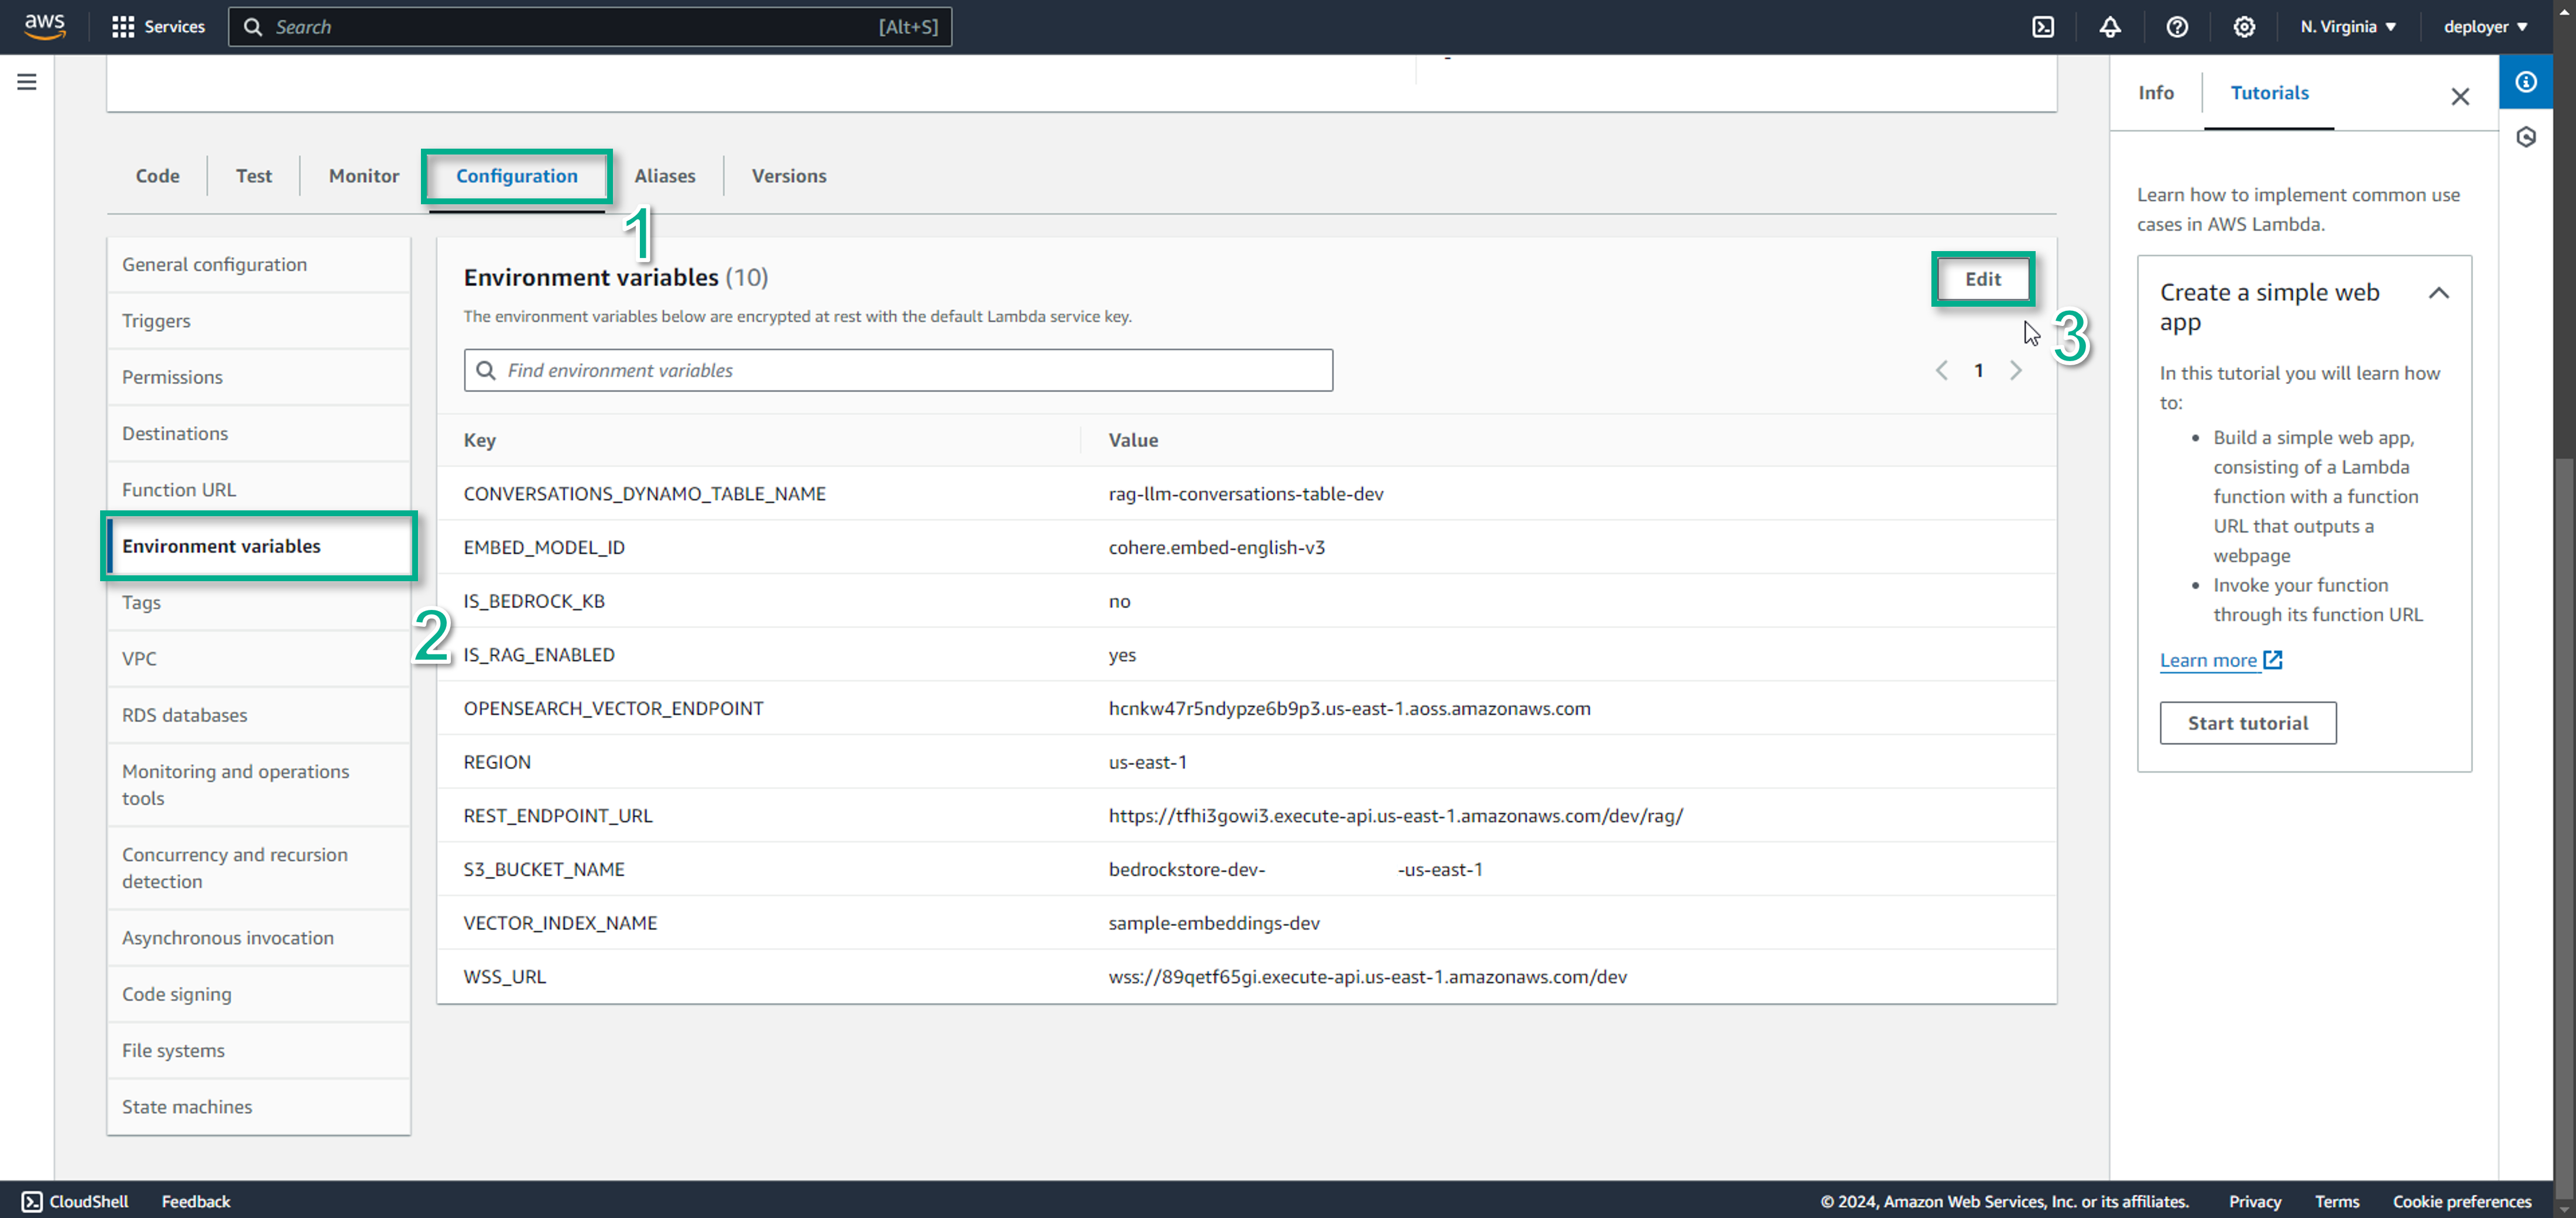 aws
Services
Search
[Alt+S]
N. Virginia
deployer
-
Info
Tutorials
Code
Test
Monitor
Configuration
Aliases
Versions
1
General configuration
Triggers
Permissions
Destinations
Function URL
Environment variables
Tags
VPC
RDS databases
Monitoring and operations
tools
Concurrency and recursion
detection
Asynchronous invocation
Code signing
File systems
State machines
2
Environment variables (10)
Edit
3
The environment variables below are encrypted at rest with the default Lambda service key.
Find environment variables
1
Key Value
CONVERSATIONS_DYNAMO_TABLE_NAME rag-llm-conversations-table-dev
EMBED_MODEL_ID cohere.embed-english-v3
IS_BEDROCK_KB no
IS_RAG_ENABLED yes
OPENSEARCH_VECTOR_ENDPOINT hcnkw47r5ndypze6b9p3.us-east-1.aoss.amazonaws.com
REGION us-east-1
REST_ENDPOINT_URL https://tfhi3gowi3.execute-api.us-east-1.amazonaws.com/dev/rag/
S3_BUCKET_NAME bedrockstore-dev- -us-east-1
VECTOR_INDEX_NAME sample-embeddings-dev
WSS_URL wss://89qetf65gi.execute-api.us-east-1.amazonaws.com/dev
Learn how to implement common use
cases in AWS Lambda.
Create a simple web
app
In this tutorial you will learn how
to:
• Build a simple web app,
consisting of a Lambda
function with a function
URL that outputs a
webpage
• Invoke your function
through its function URL
Learn more
Start tutorial
CloudShell
Feedback
© 2024, Amazon Web Services, Inc. or its affiliates.
Privacy
Terms
Cookie preferences